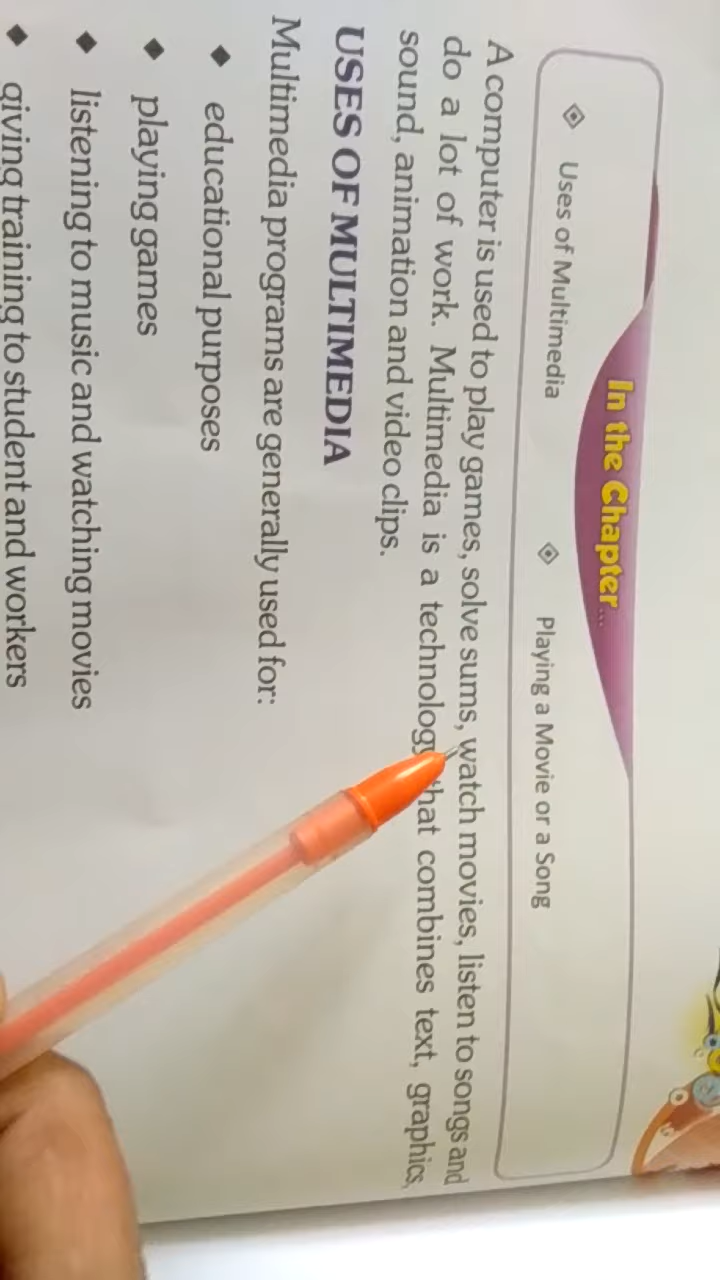 In the Chapter...
Uses of Multimedia
Playing a Movie or a Song
A computer is used to play games, solve sums, watch movies, listen to songs and
do a lot of work. Multimedia is a technology that combines text, graphics,
sound, animation and video clips.
USES OF MULTIMEDIA
Multimedia programs are generally used for:
educational purposes
playing games
listening to music and watching movies
giving training to student and workers